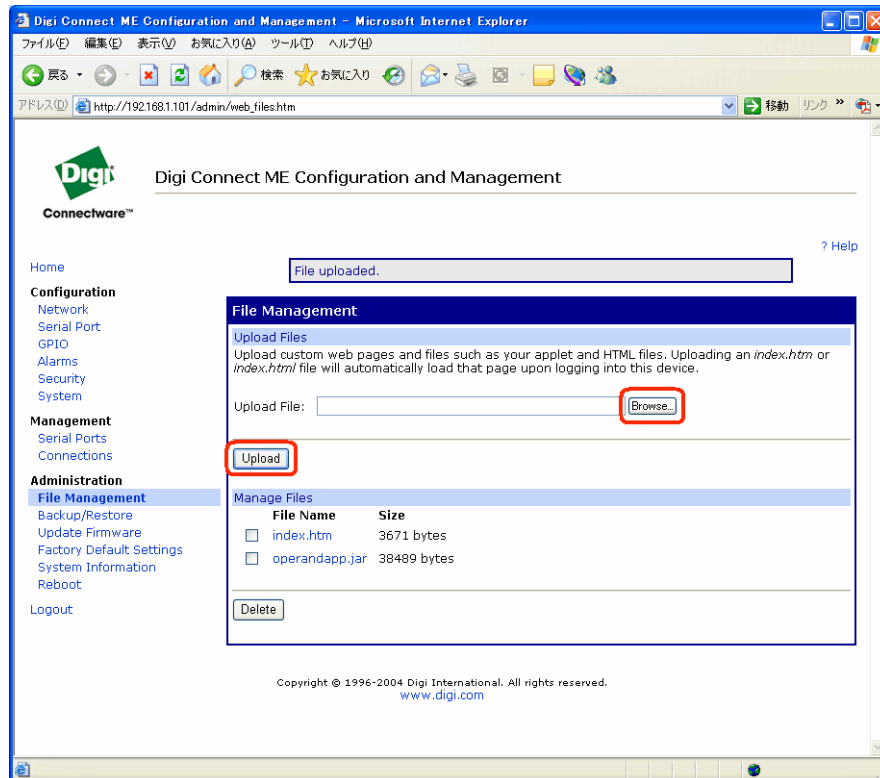 Digi Connect ME Configuration and Management - Microsoft Internet Explorer
ファイル(F) 編集(E) 表示(V) お気に入り(A) ツール(T) ヘルプ(H)
戻る 検索 お気に入り
アドレス(D) http://192.168.1.101/admin/web_files.htm 移動 リンク »
Digi
Connectware™
Digi Connect ME Configuration and Management
? Help
File uploaded.
Home
Configuration
Network
Serial Port
GPIO
Alarms
Security
System
Management
Serial Ports
Connections
Administration
File Management
Backup/Restore
Update Firmware
Factory Default Settings
System Information
Reboot
Logout
File Management
Upload Files
Upload custom web pages and files such as your applet and HTML files. Uploading an index.htm or
index.html file will automatically load that page upon logging into this device.
Upload File: Browse...
Upload
Manage Files
File Name Size
index.htm 3671 bytes
operandapp.jar 38489 bytes
Delete
Copyright © 1996-2004 Digi International. All rights reserved.
www.digi.com